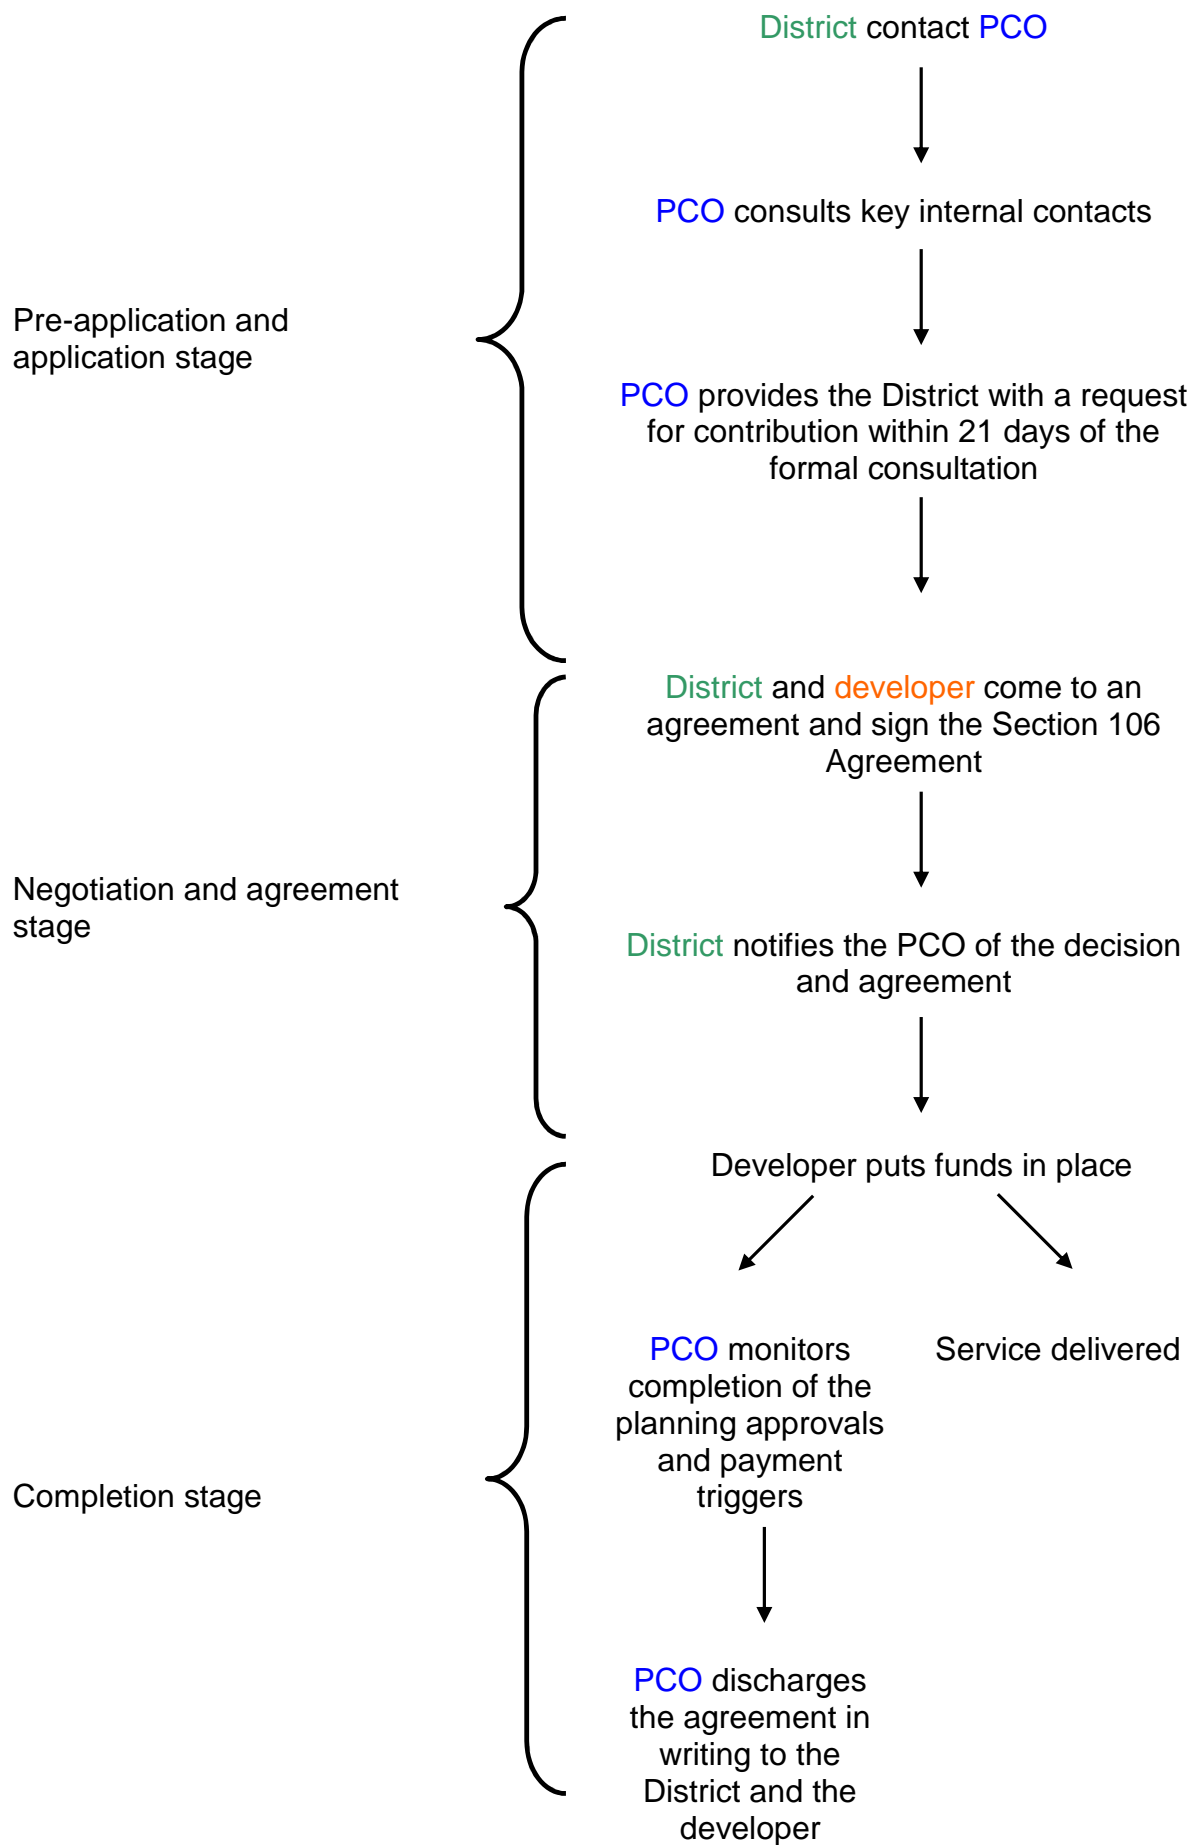 District contact PCO
PCO consults key internal contacts
Pre-application and
application stage
PCO provides the District with a request
for contribution within 21 days of the
formal consultation
District and developer come to an
agreement and sign the Section 106
Agreement
Negotiation and agreement
stage
District notifies the PCO of the decision
and agreement
Developer puts funds in place
PCO monitors
completion of the
planning approvals
and payment
triggers
Service delivered
Completion stage
PCO discharges
the agreement in
writing to the
District and the
developer